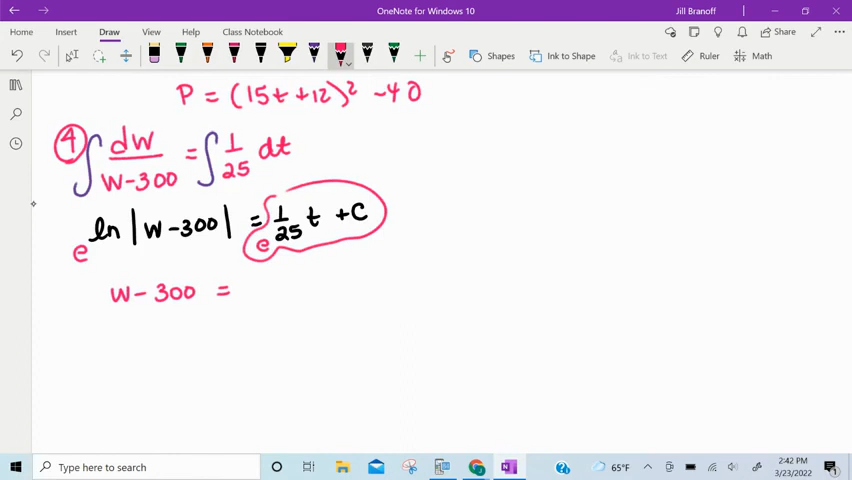 OneNote for Windows 10
Jill Branoff
Home Insert Draw View Help Class Notebook
Share
Shapes Ink to Shape Ink to Text Ruler Math
P = (15t + 12)² - 40
④ ∫ dW/W-300 = ∫ 1/25 dt
e ln |W-300| = e 1/25 t + C
W - 300 =
Type here to search
65°F
2:42 PM
3/23/2022
1